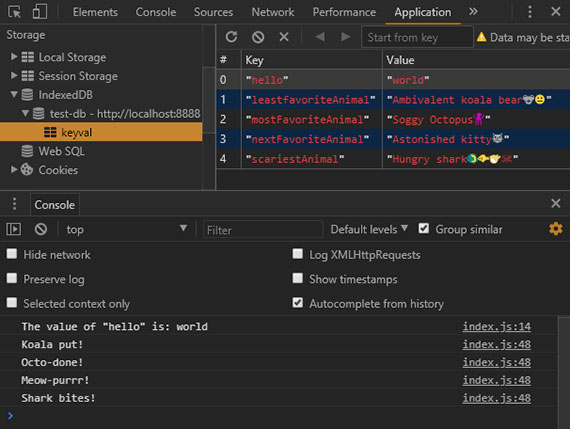 Elements Console Sources Network Performance Application
Storage
Local Storage
Session Storage
IndexedDB
test-db - http://localhost:8888
keyval
Web SQL
Cookies
Start from key Data may be sta
# Key Value
0 "hello" "world"
1 "leastFavoriteAnimal" "Ambivalent koala bear🐨😐"
2 "mostFavoriteAnimal" "Soggy Octopus🐙"
3 "nextFavoriteAnimal" "Astonished kitty🐱"
4 "scariestAnimal" "Hungry shark🐠🐟🐡☠"
Console
top Filter Default levels Group similar
Hide network Log XMLHttpRequests
Preserve log Show timestamps
Selected context only Autocomplete from history
The value of "hello" is: world index.js:14
Koala put! index.js:48
Octo-done! index.js:48
Meow-purrr! index.js:48
Shark bites! index.js:48
>